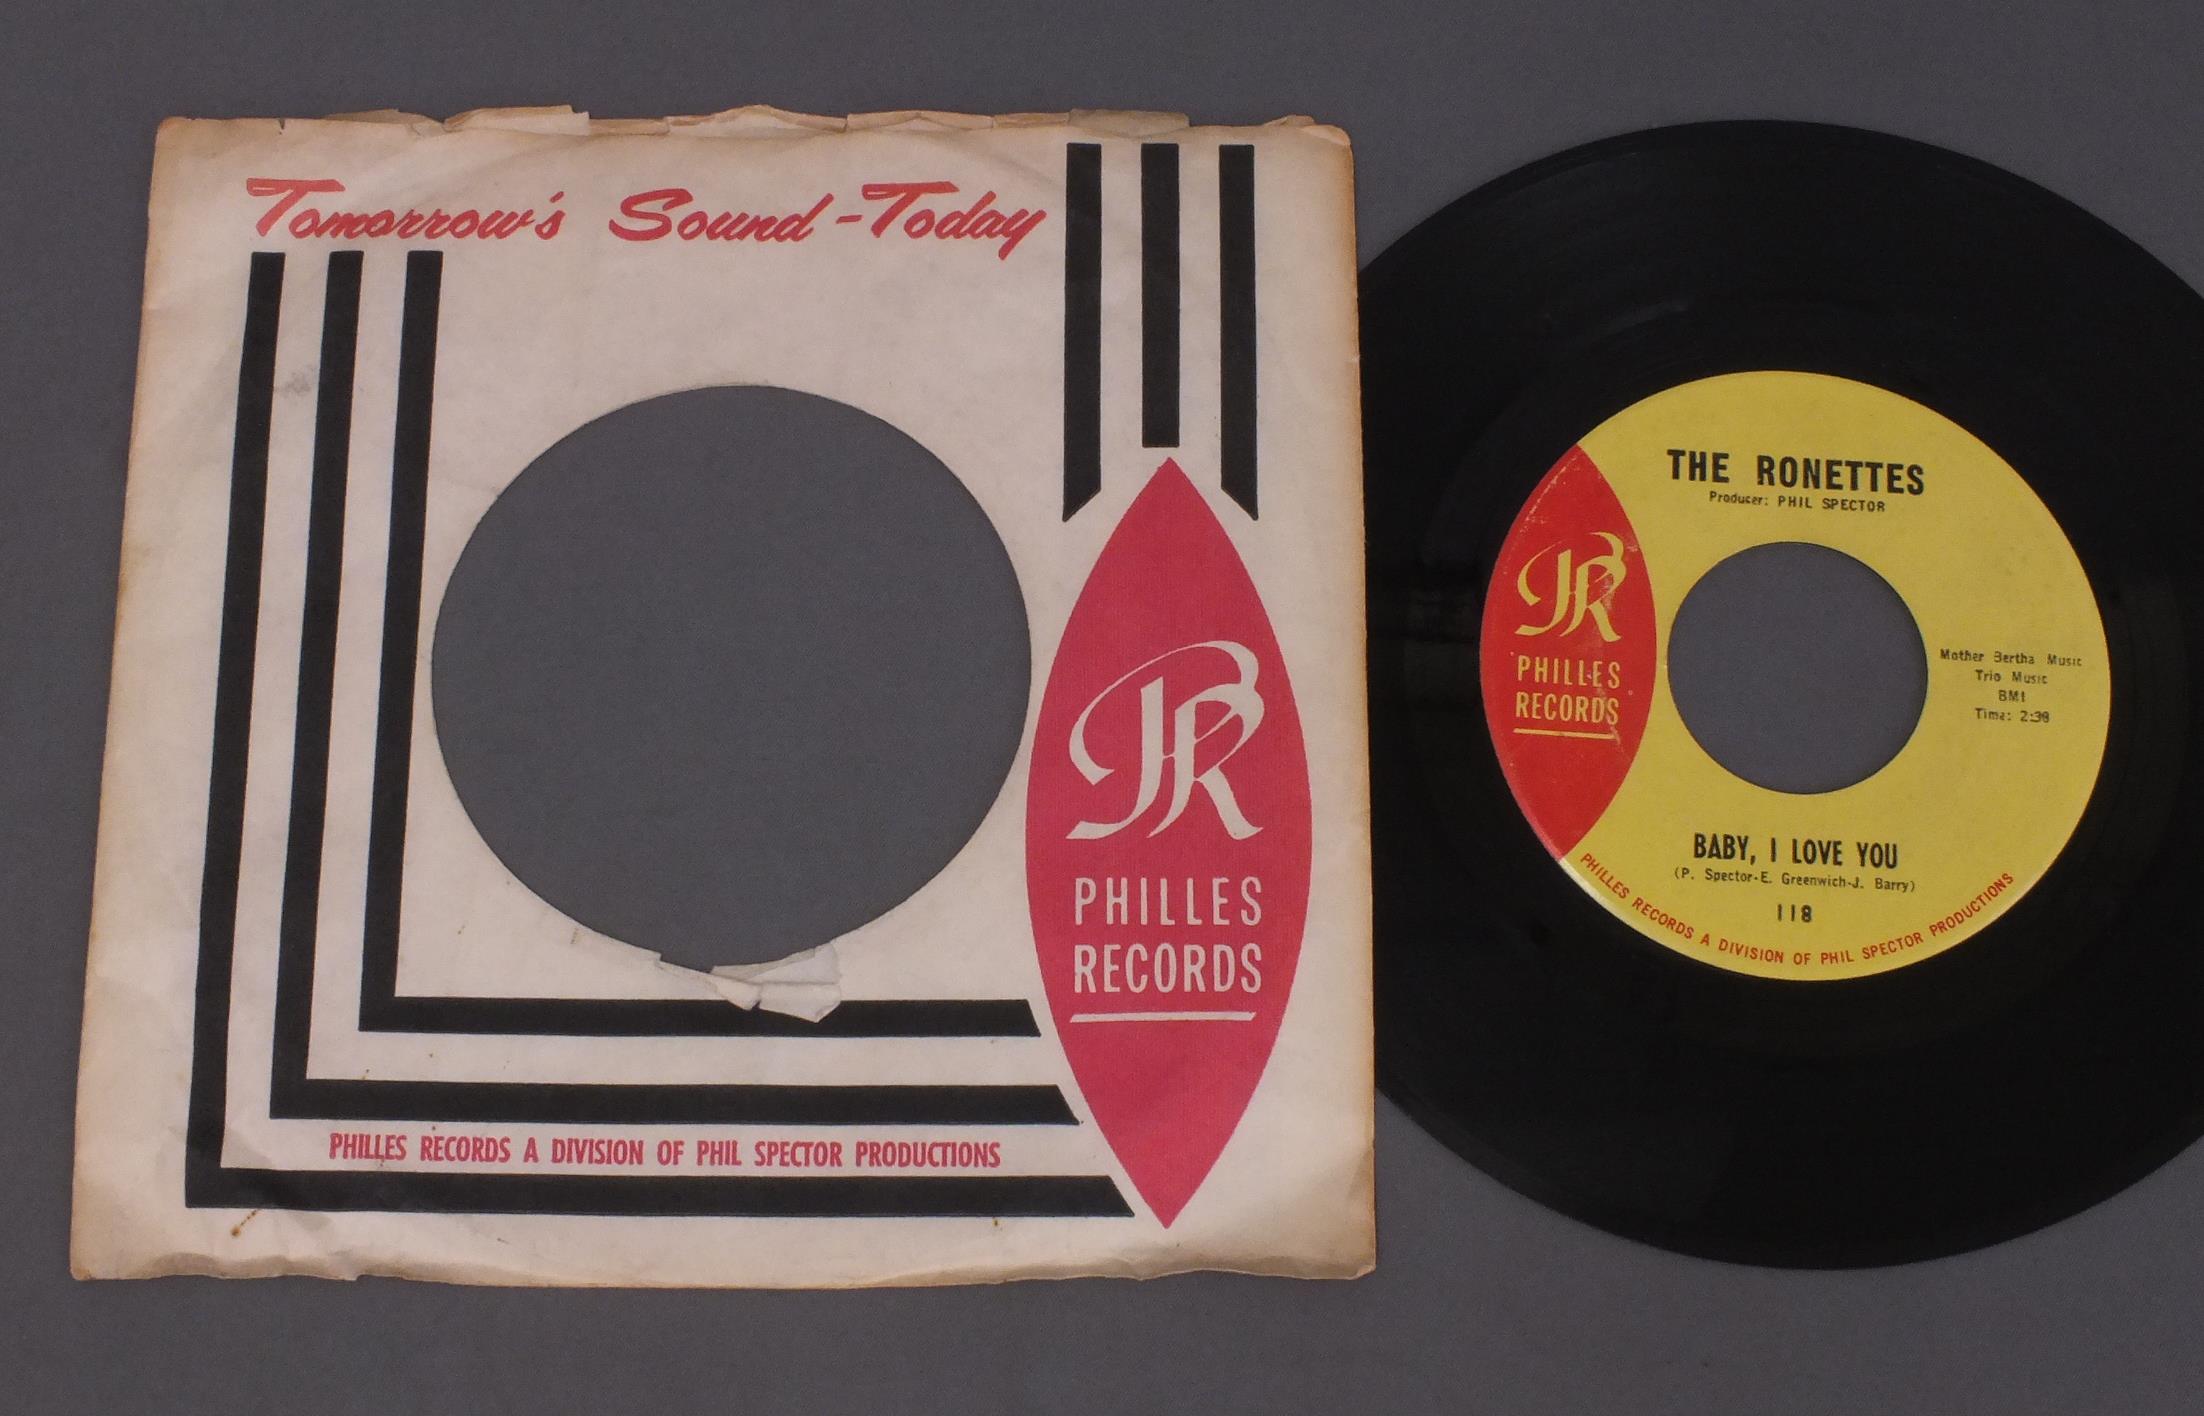 Tomorrow's Sound-Today
PR
PHILLES
RECORDS
PHILLES RECORDS A DIVISION OF PHIL SPECTOR PRODUCTIONS
THE RONETTES
Producer: PHIL SPECTOR
PR
PHILLES
RECORDS
Mother Bertha Music
Trio Music
BMI
Time: 2:38
BABY, I LOVE YOU
(P. Spector-E. Greenwich-J. Barry)
118
PHILLES RECORDS A DIVISION OF PHIL SPECTOR PRODUCTIONS